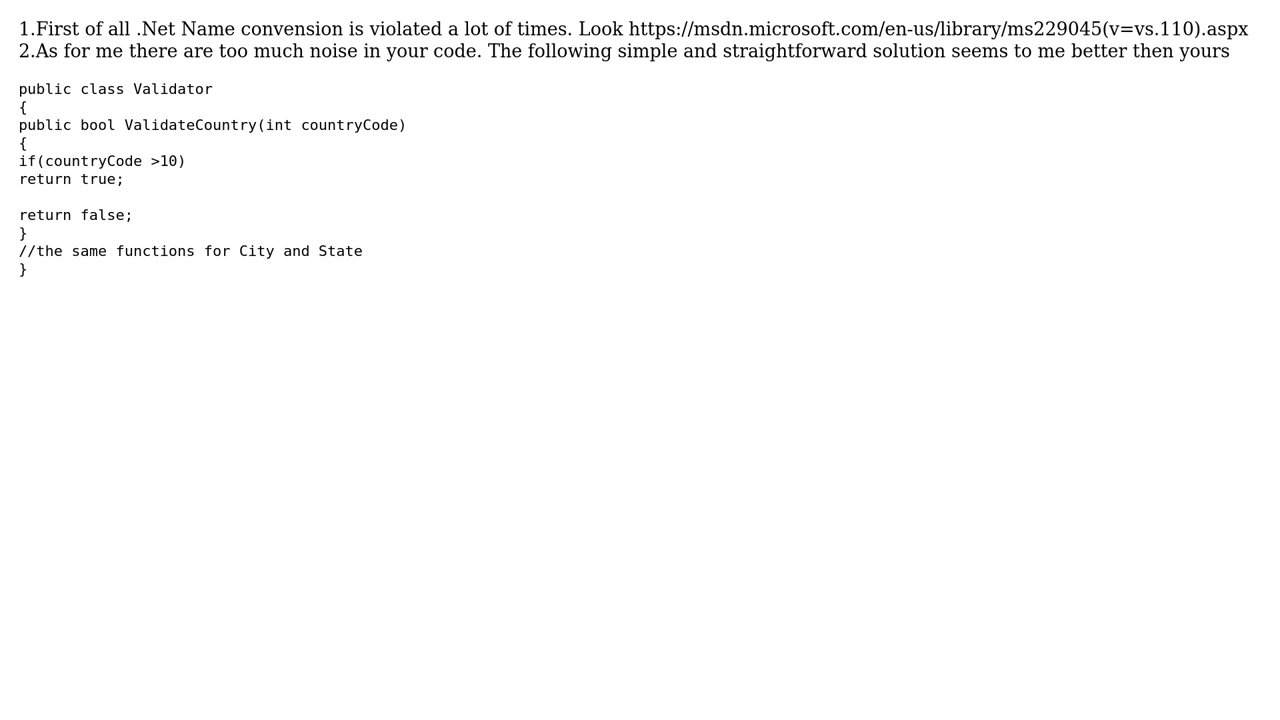 1.First of all .Net Name convension is violated a lot of times. Look https://msdn.microsoft.com/en-us/library/ms229045(v=vs.110).aspx
2.As for me there are too much noise in your code. The following simple and straightforward solution seems to me better then yours
public class Validator
{
public bool ValidateCountry(int countryCode)
{
if(countryCode >10)
return true;
return false;
}
//the same functions for City and State
}